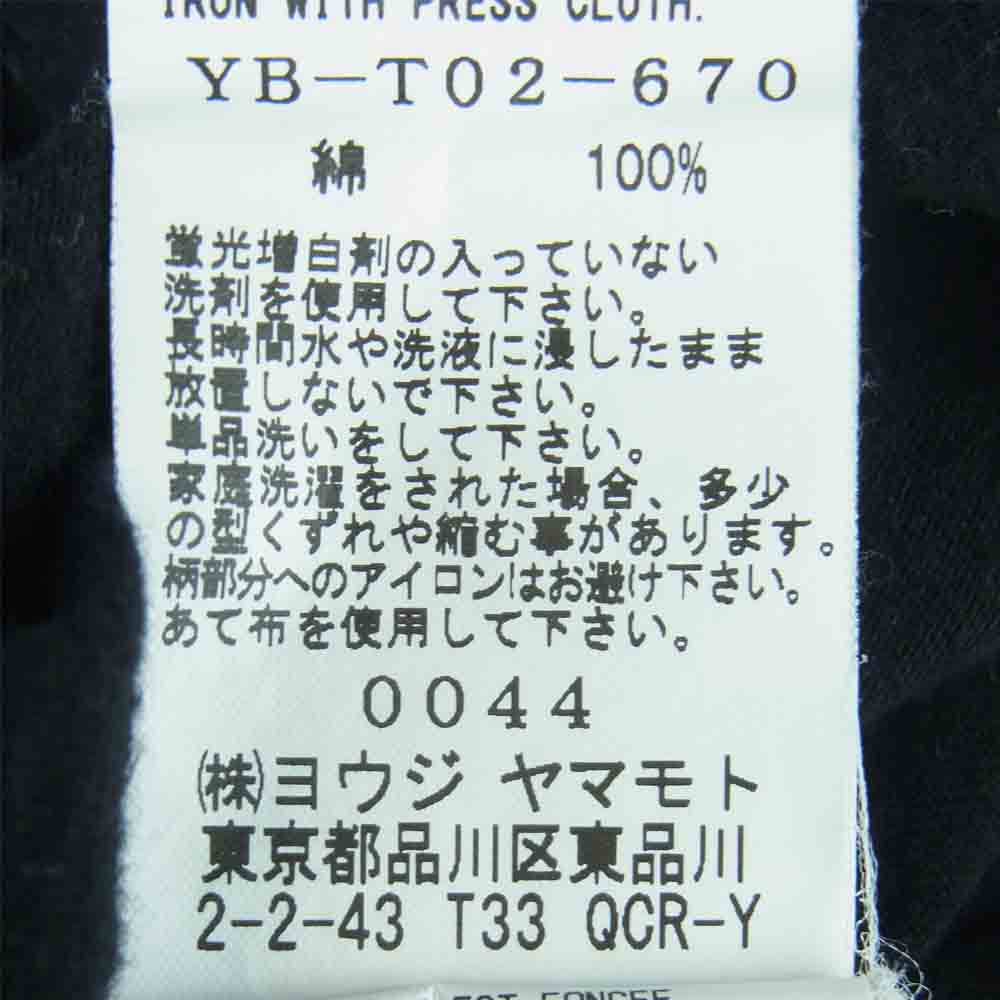 IRON WITH PRESS CLOTH.
YB-T02-670
綿 100%
蛍光増白剤の入っていない
洗剤を使用して下さい。
長時間水や洗液に浸したまま
放置しないで下さい。
単品洗いをして下さい。
家庭洗濯をされた場合、多少
の型くずれや縮む事があります。
柄部分へのアイロンはお避け下さい。
あて布を使用して下さい。
0044
(株)ヨウジ ヤマモト
東京都品川区東品川
2-2-43 T33 QCR-Y
EST FONCEE